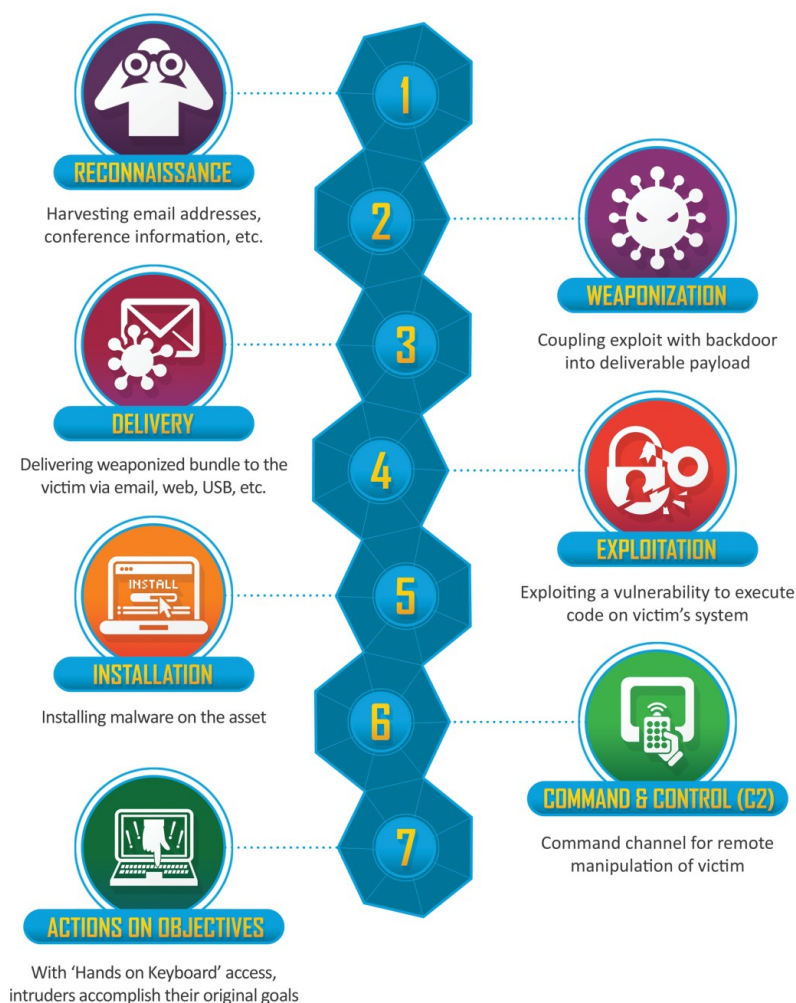 1
RECONNAISSANCE
Harvesting email addresses,
conference information, etc.
2
WEAPONIZATION
Coupling exploit with backdoor
into deliverable payload
3
DELIVERY
Delivering weaponized bundle to the
victim via email, web, USB, etc.
4
EXPLOITATION
Exploiting a vulnerability to execute
code on victim's system
5
INSTALL
INSTALLATION
Installing malware on the asset
6
COMMAND & CONTROL (C2)
Command channel for remote
manipulation of victim
7
! ! ! !
ACTIONS ON OBJECTIVES
With ‘Hands on Keyboard’ access,
intruders accomplish their original goals